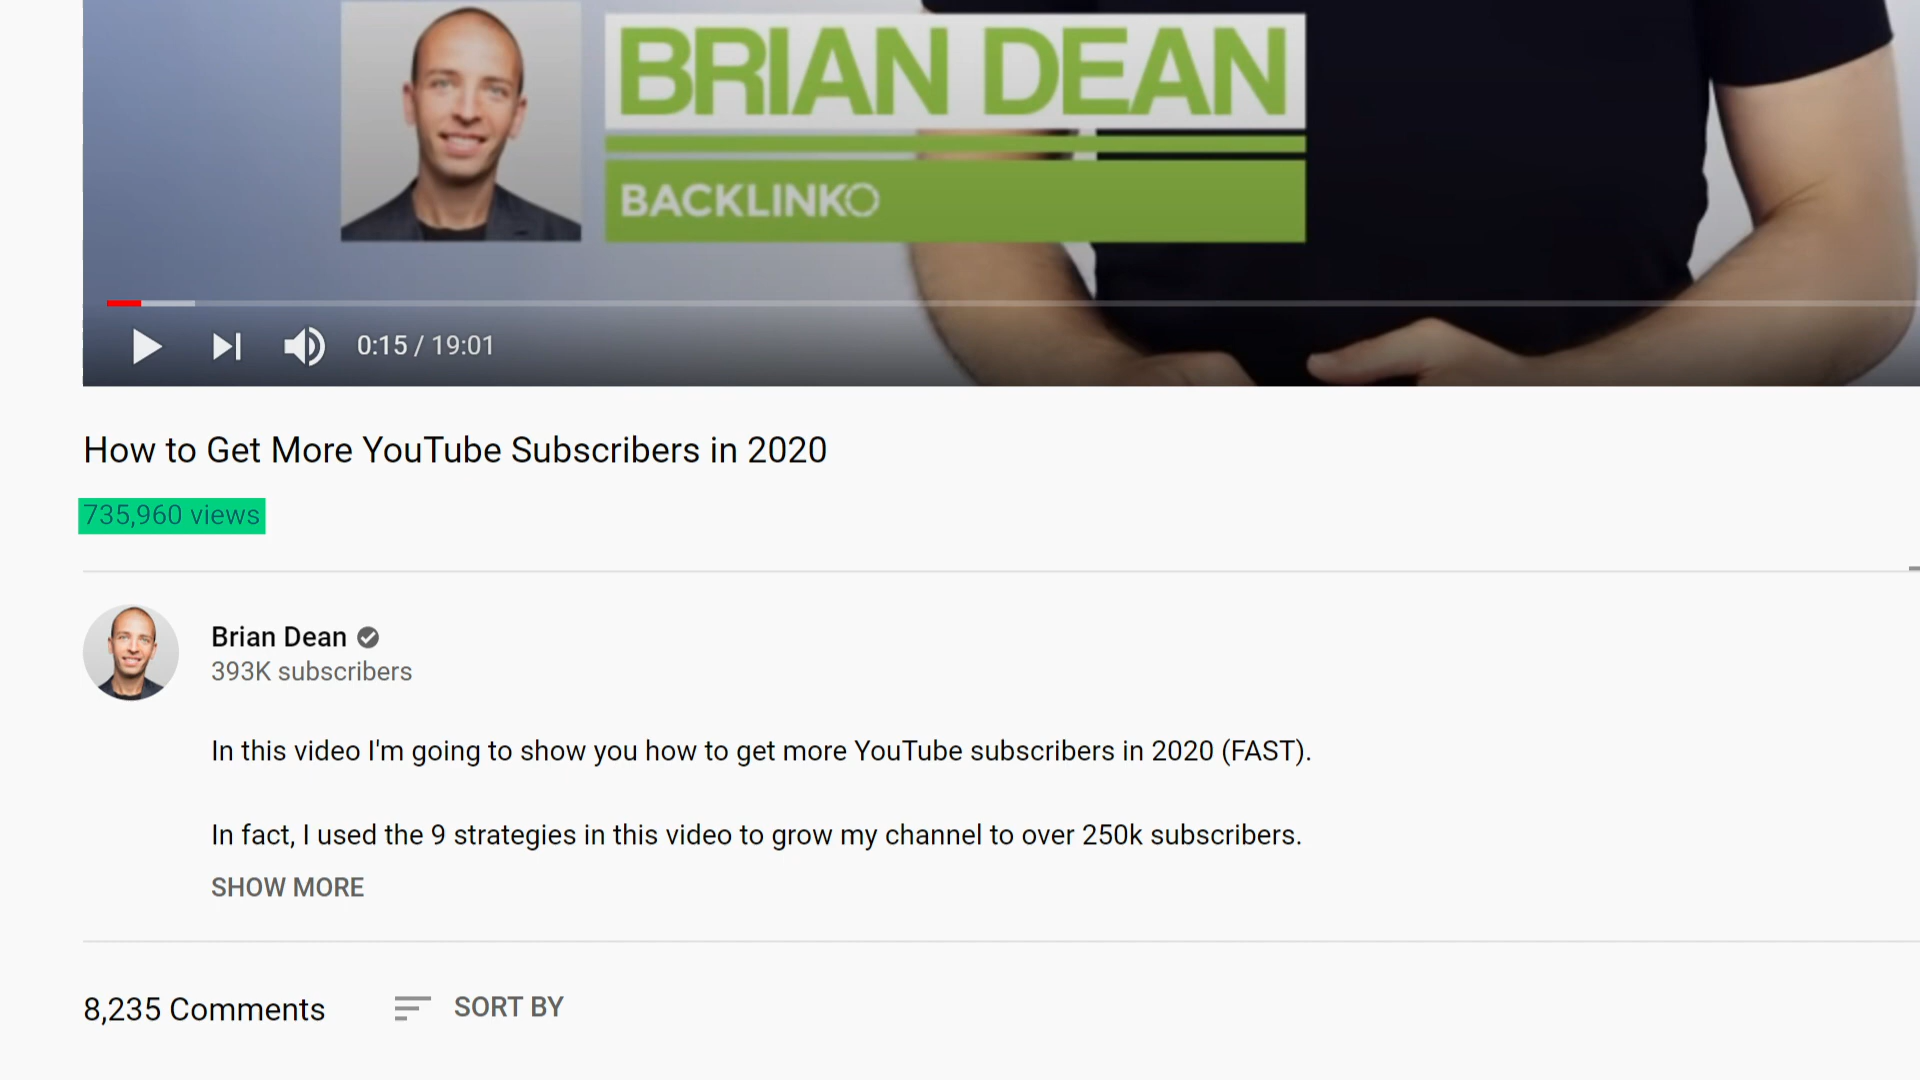 BRIAN DEAN
BACKLINKO
0:15 / 19:01
How to Get More YouTube Subscribers in 2020
735,960 views
Brian Dean
393K subscribers
In this video I'm going to show you how to get more YouTube subscribers in 2020 (FAST).
In fact, I used the 9 strategies in this video to grow my channel to over 250k subscribers.
SHOW MORE
8,235 Comments
SORT BY